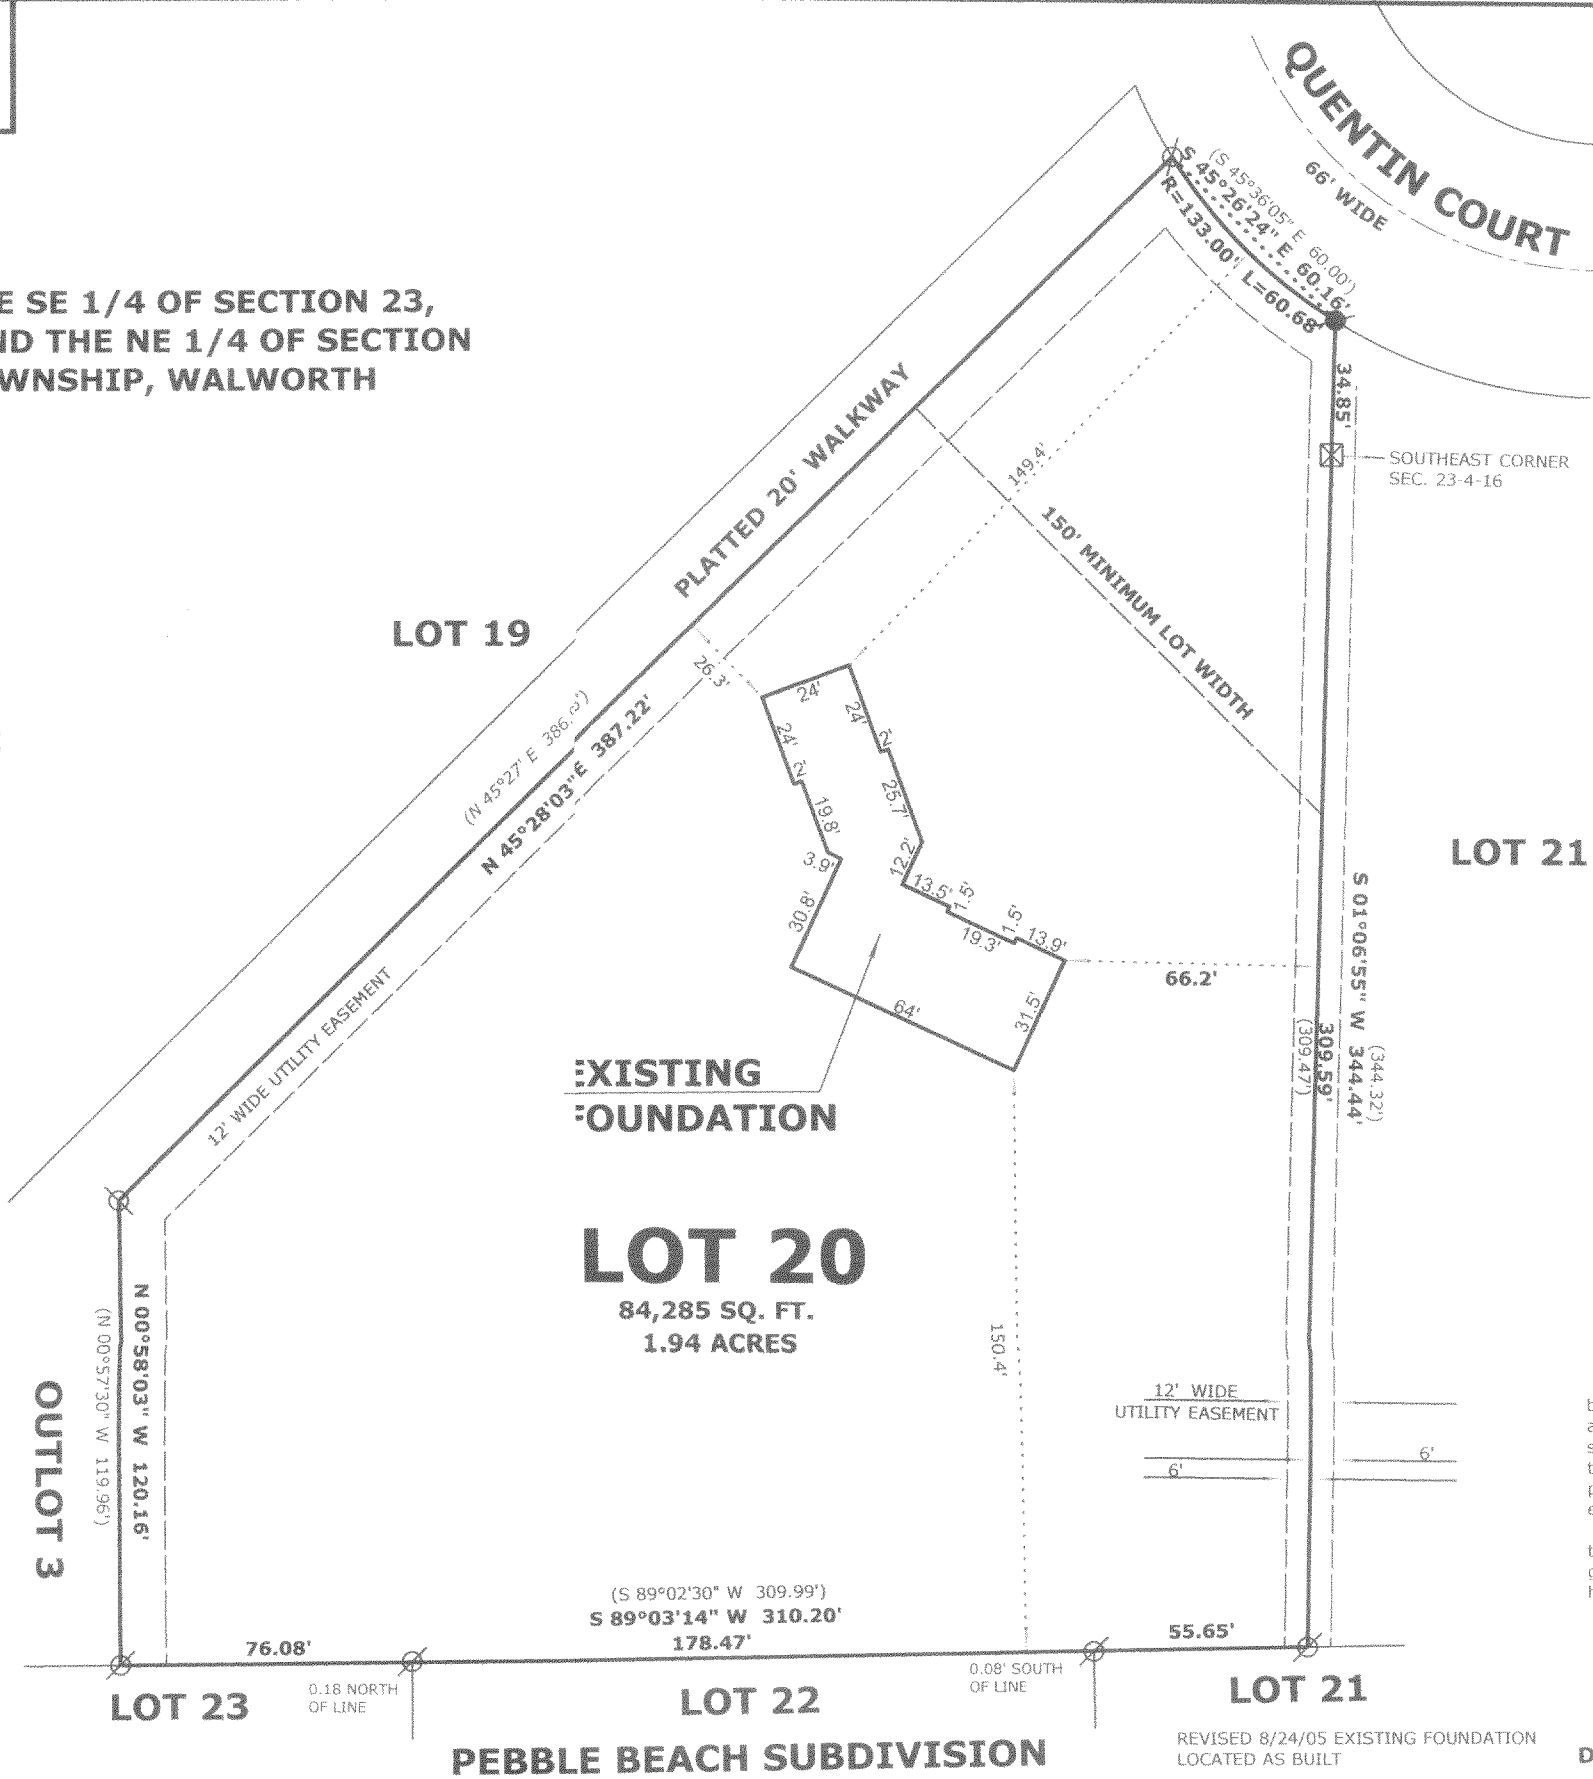 QUENTIN COURT
66' WIDE
(S 45°36'05" E 60.00')
S 45°26'24" E 60.16'
R=133.00' L=60.68'
E SE 1/4 OF SECTION 23,
ND THE NE 1/4 OF SECTION
WNSHIP, WALWORTH
34.85'
SOUTHEAST CORNER
SEC. 23-4-16
PLATTED 20' WALKWAY
149.4'
150' MINIMUM LOT WIDTH
LOT 19
26.3'
(N 45°27' E 386.')
N 45°28'03"E 387.22'
24'
24'
24'
2'
2'
25.7'
19.8'
3.9'
12.2'
13.5'
1.5'
1.5'
19.3'
13.9'
30.8'
64'
31.5'
66.2'
LOT 21
S 01°06'55" W 344.44'
(344.32')
309.59'
(309.47')
12' WIDE UTILITY EASEMENT
EXISTING
FOUNDATION
LOT 20
84,285 SQ. FT.
1.94 ACRES
150.4'
N 00°58'03" W 120.16'
(N 00°57'30" W 119.96')
OUTLOT 3
12' WIDE
UTILITY EASEMENT
6'
6'
(S 89°02'30" W 309.99')
S 89°03'14" W 310.20'
76.08'
178.47'
55.65'
0.18 NORTH
OF LINE
0.08' SOUTH
OF LINE
LOT 23
LOT 22
LOT 21
PEBBLE BEACH SUBDIVISION
REVISED 8/24/05 EXISTING FOUNDATION
LOCATED AS BUILT
D